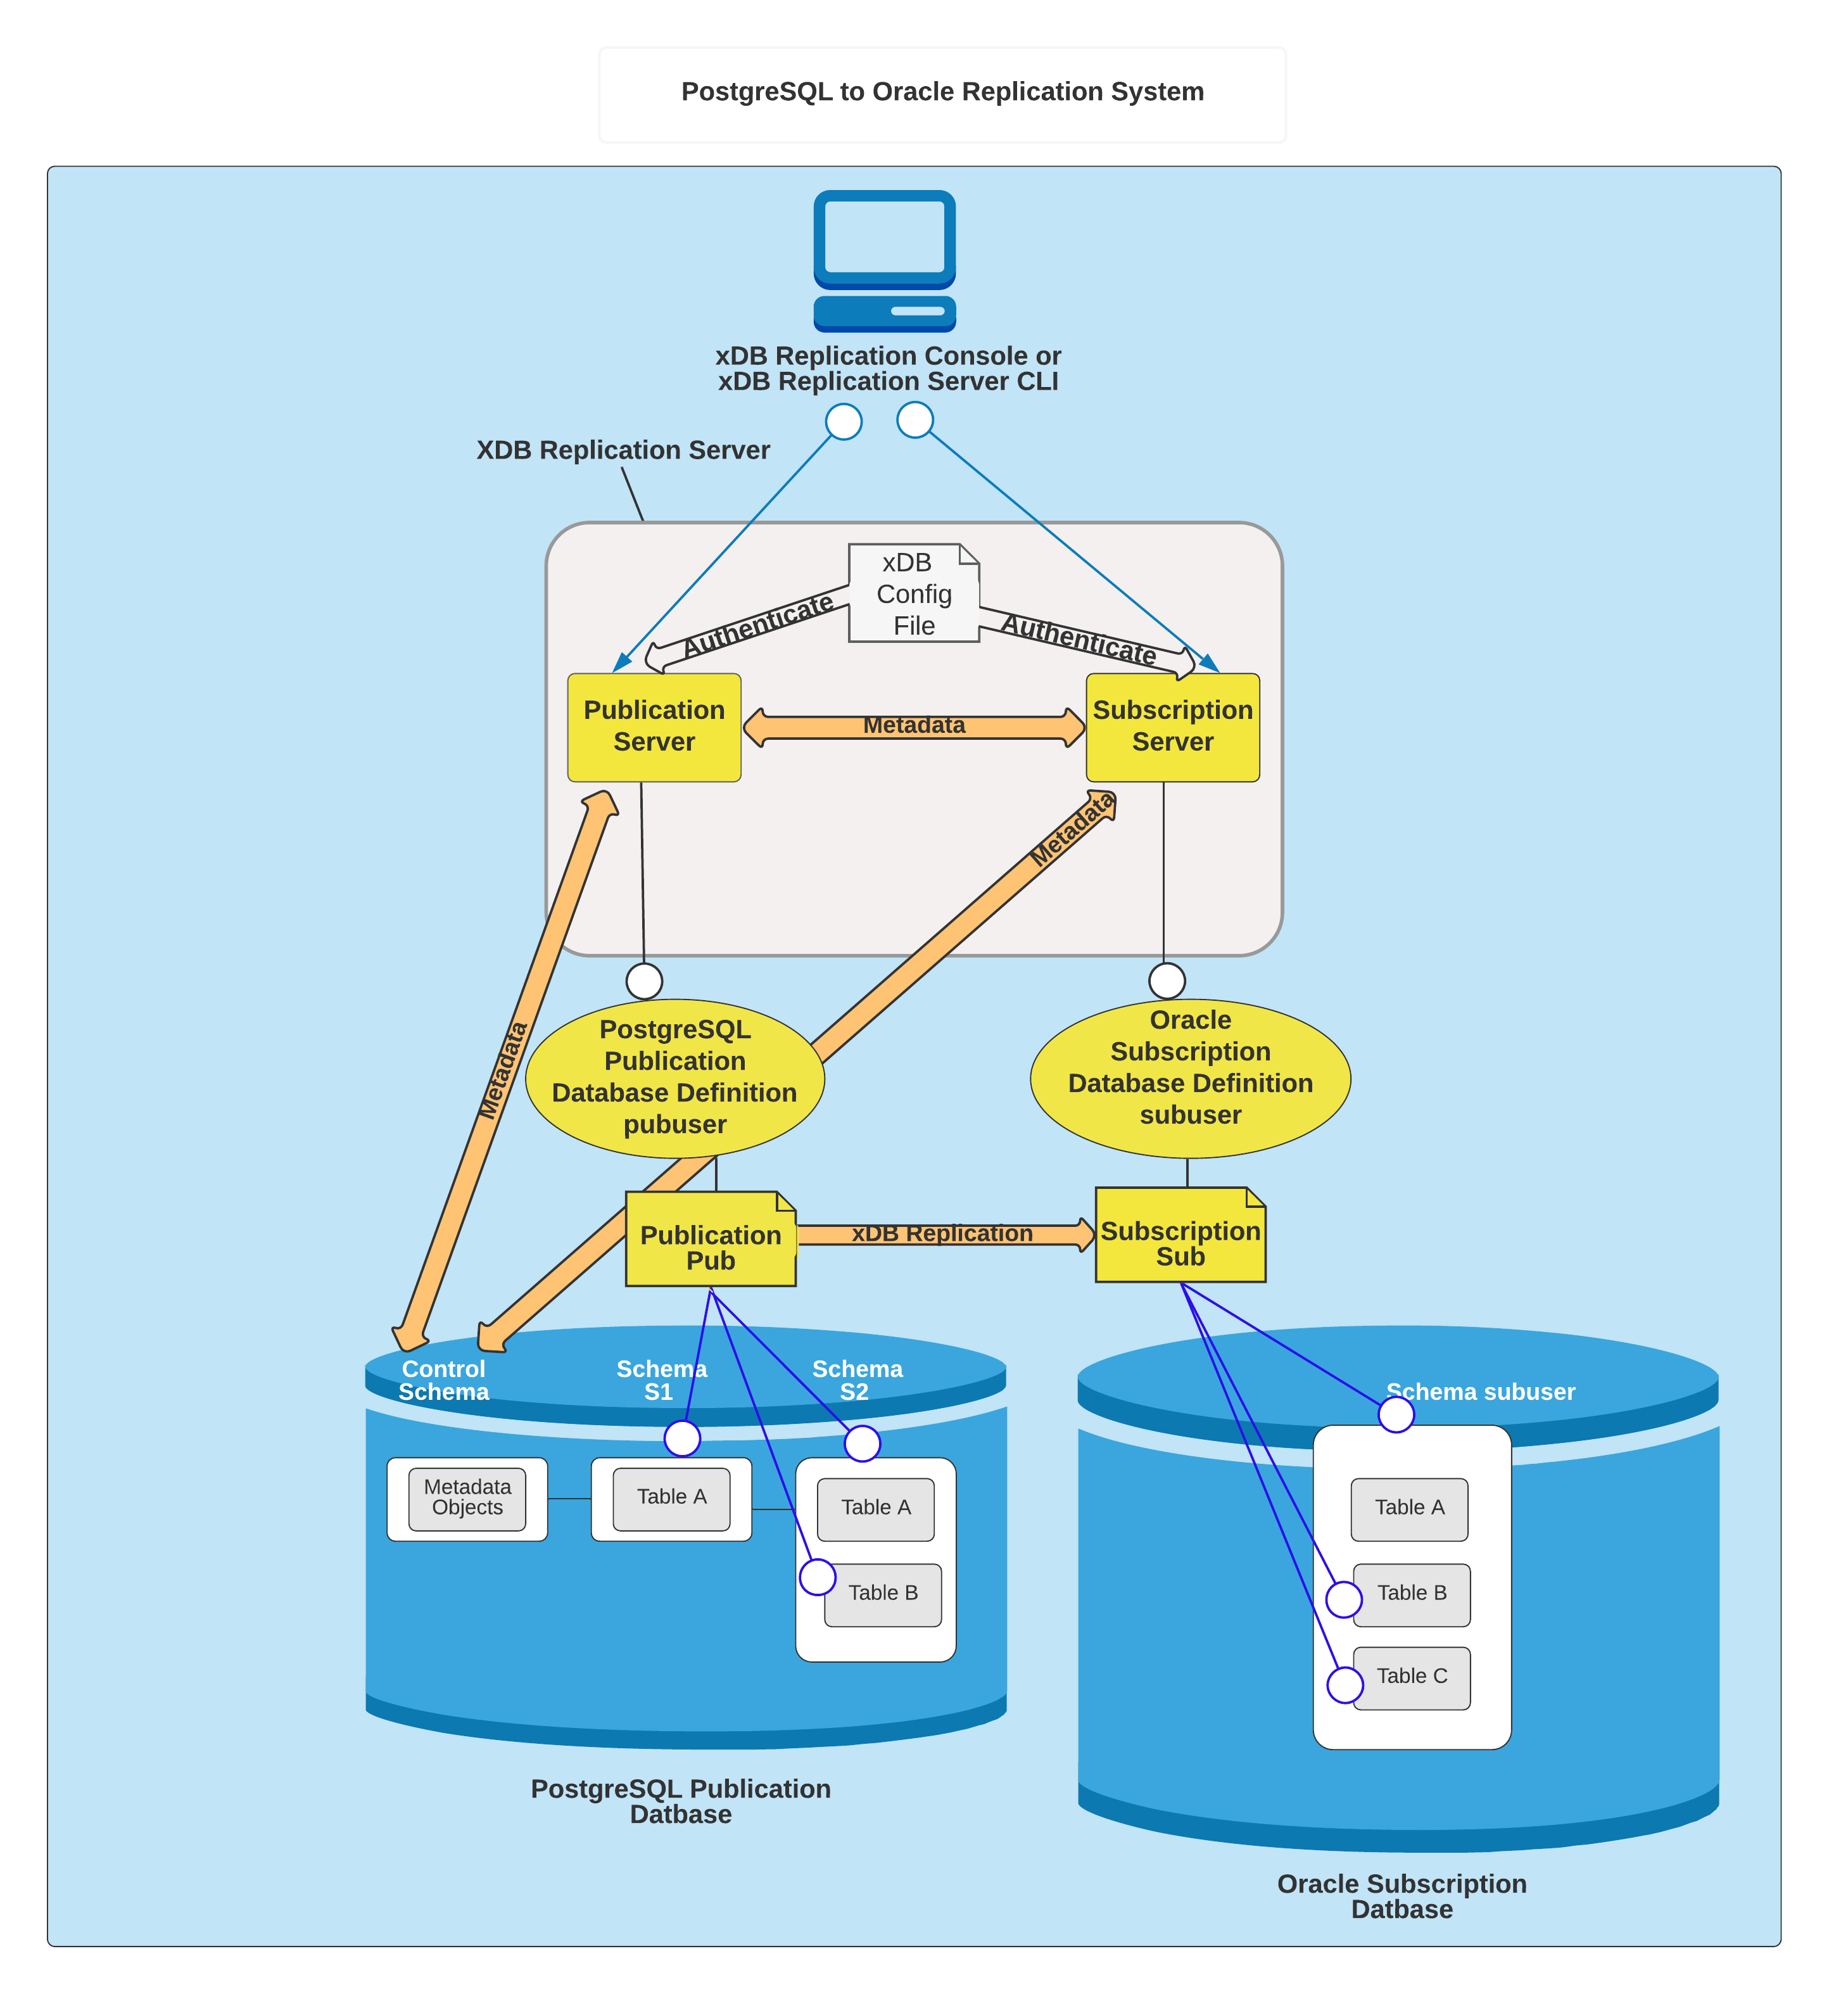 PostgreSQL to Oracle Replication System
xDB Replication Console or
xDB Replication Server CLI
XDB Replication Server
xDB
Config
File
Authenticate
Authenticate
Publication
Server
Metadata
Subscription
Server
Metadata
Metadata
PostgreSQL
Publication
Database Definition
pubuser
Oracle
Subscription
Database Definition
subuser
Publication
Pub
xDB Replication
Subscription
Sub
Control
Schema
Schema
S1
Schema
S2
Schema subuser
Metadata
Objects
Table A
Table A
Table B
Table A
Table B
Table C
PostgreSQL Publication
Datbase
Oracle Subscription
Datbase